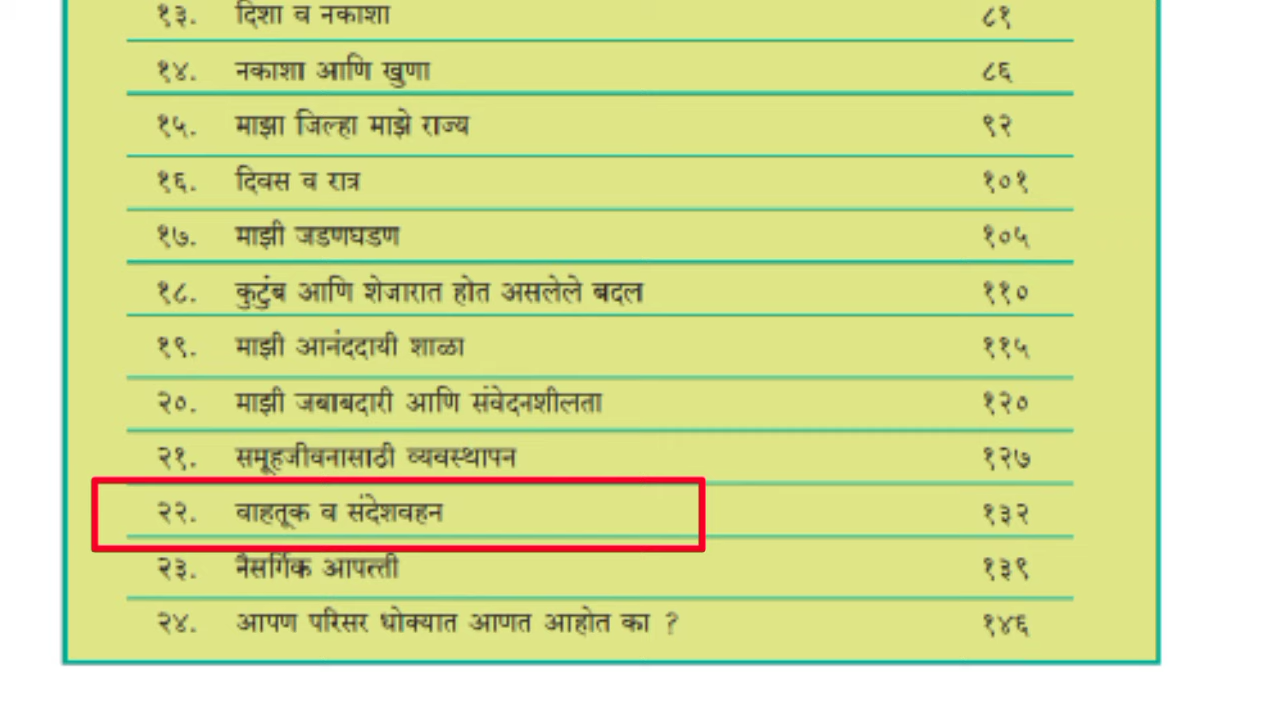 १३. दिशा व नकाशा ८१
१४. नकाशा आणि खुणा ८६
१५. माझा जिल्हा माझे राज्य ९२
१६. दिवस व रात्र १०१
१७. माझी जडणघडण १०५
१८. कुटुंब आणि शेजारात होत असलेले बदल ११०
१९. माझी आनंददायी शाळा ११५
२०. माझी जबाबदारी आणि संवेदनशीलता १२०
२१. समूहजीवनासाठी व्यवस्थापन १२७
२२. वाहतूक व संदेशवहन १३२
२३. नैसर्गिक आपत्ती १३९
२४. आपण परिसर धोक्यात आणत आहोत का ? १४६